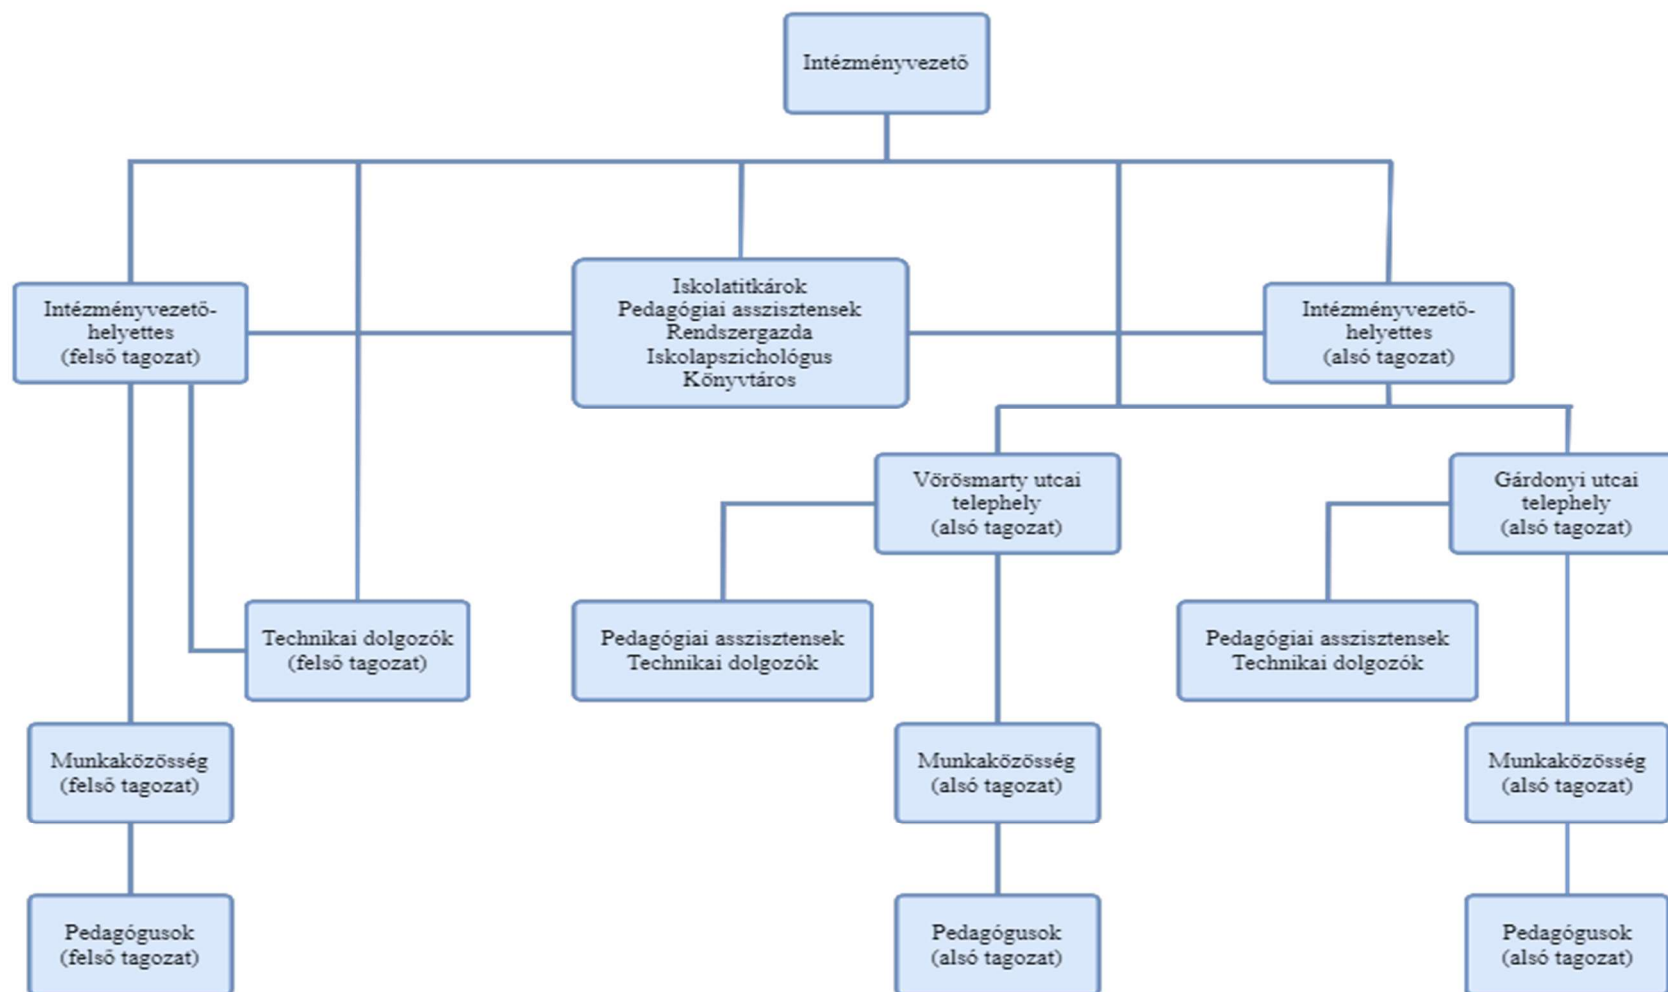 Intézményvezető
Intézményvezető-
helyettes
(felső tagozat)
Iskolatitkárok
Pedagógiai asszisztensek
Rendszergazda
Iskolapszichológus
Könyvtáros
Intézményvezető-
helyettes
(alsó tagozat)
Vörösmarty utcai
telephely
(alsó tagozat)
Gárdonyi utcai
telephely
(alsó tagozat)
Technikai dolgozók
(felső tagozat)
Pedagógiai asszisztensek
Technikai dolgozók
Pedagógiai asszisztensek
Technikai dolgozók
Munkaközösség
(felső tagozat)
Munkaközösség
(alsó tagozat)
Munkaközösség
(alsó tagozat)
Pedagógusok
(felső tagozat)
Pedagógusok
(alsó tagozat)
Pedagógusok
(alsó tagozat)